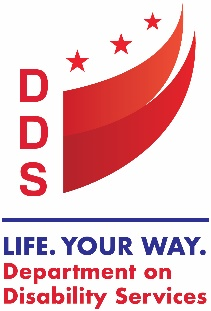 D
D
S
LIFE. YOUR WAY.
Department on
Disability Services